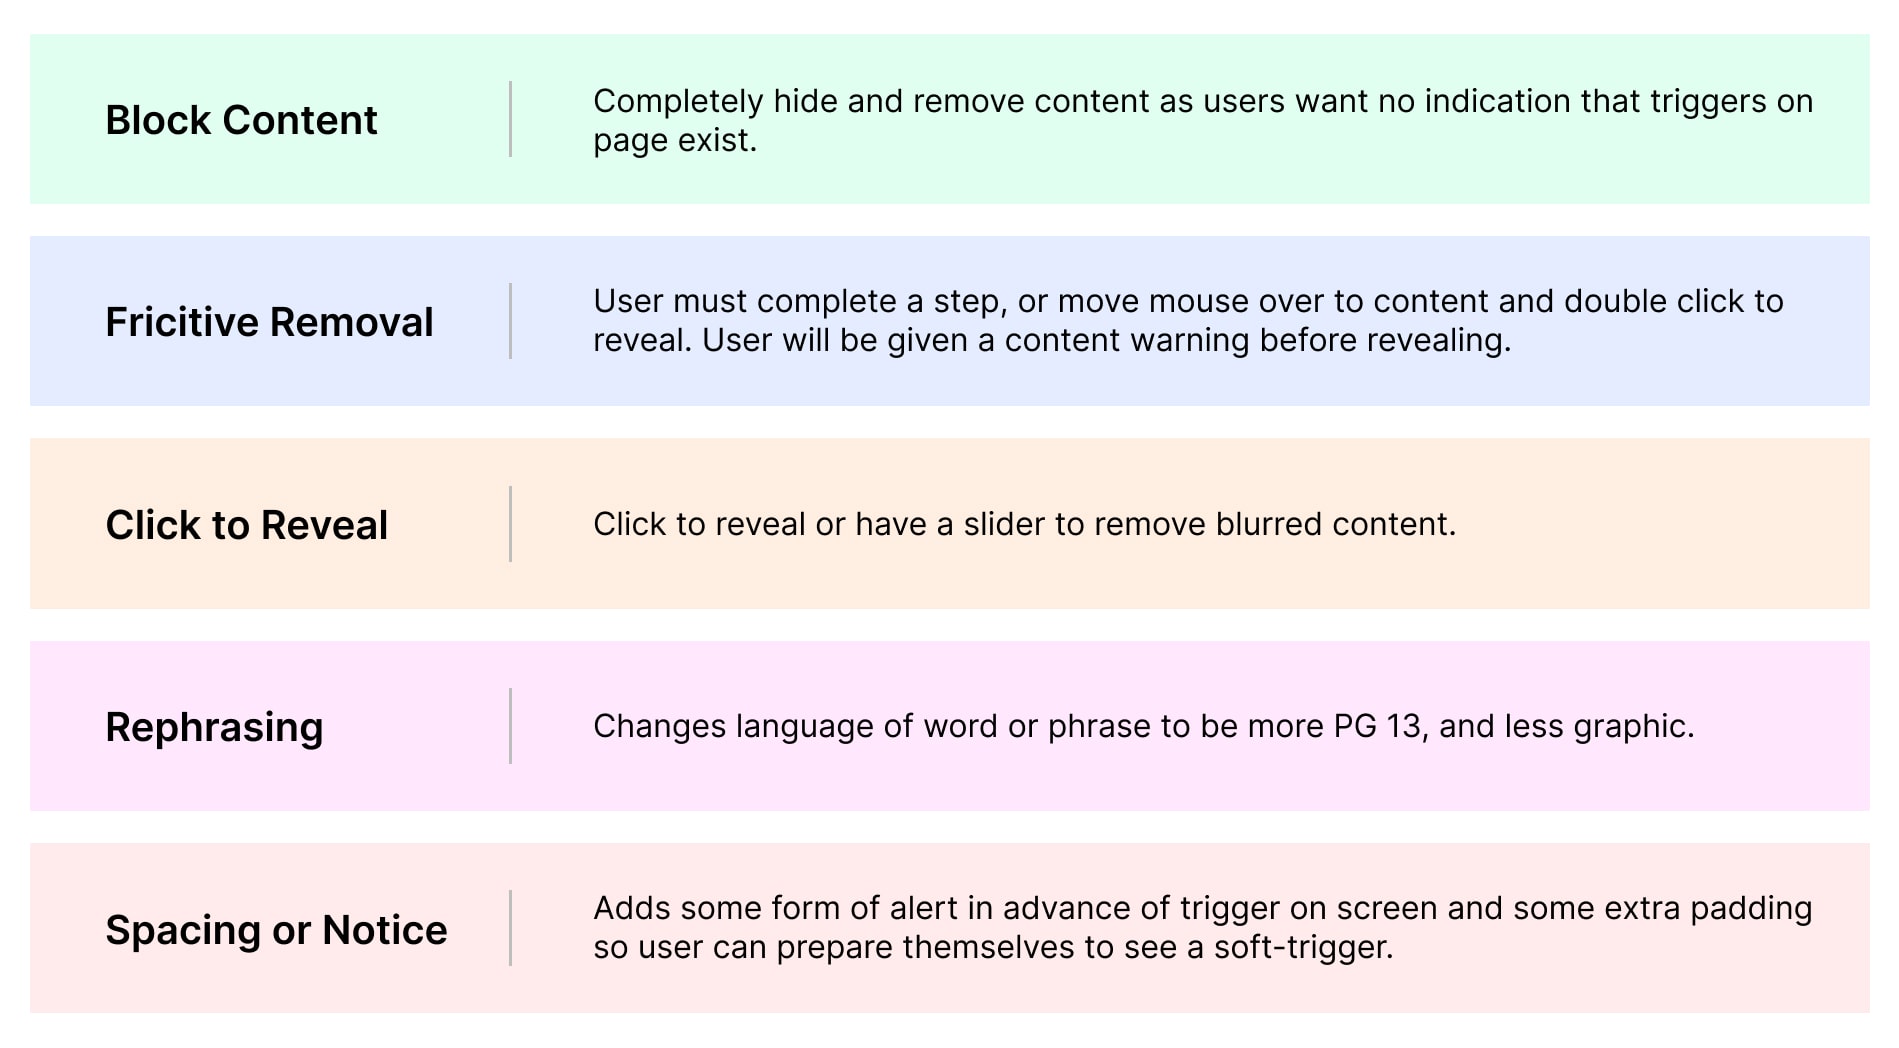 Block Content
Completely hide and remove content as users want no indication that triggers on
page exist.
Fricitive Removal
User must complete a step, or move mouse over to content and double click to
reveal. User will be given a content warning before revealing.
Click to Reveal
Click to reveal or have a slider to remove blurred content.
Rephrasing
Changes language of word or phrase to be more PG 13, and less graphic.
Spacing or Notice
Adds some form of alert in advance of trigger on screen and some extra padding
so user can prepare themselves to see a soft-trigger.